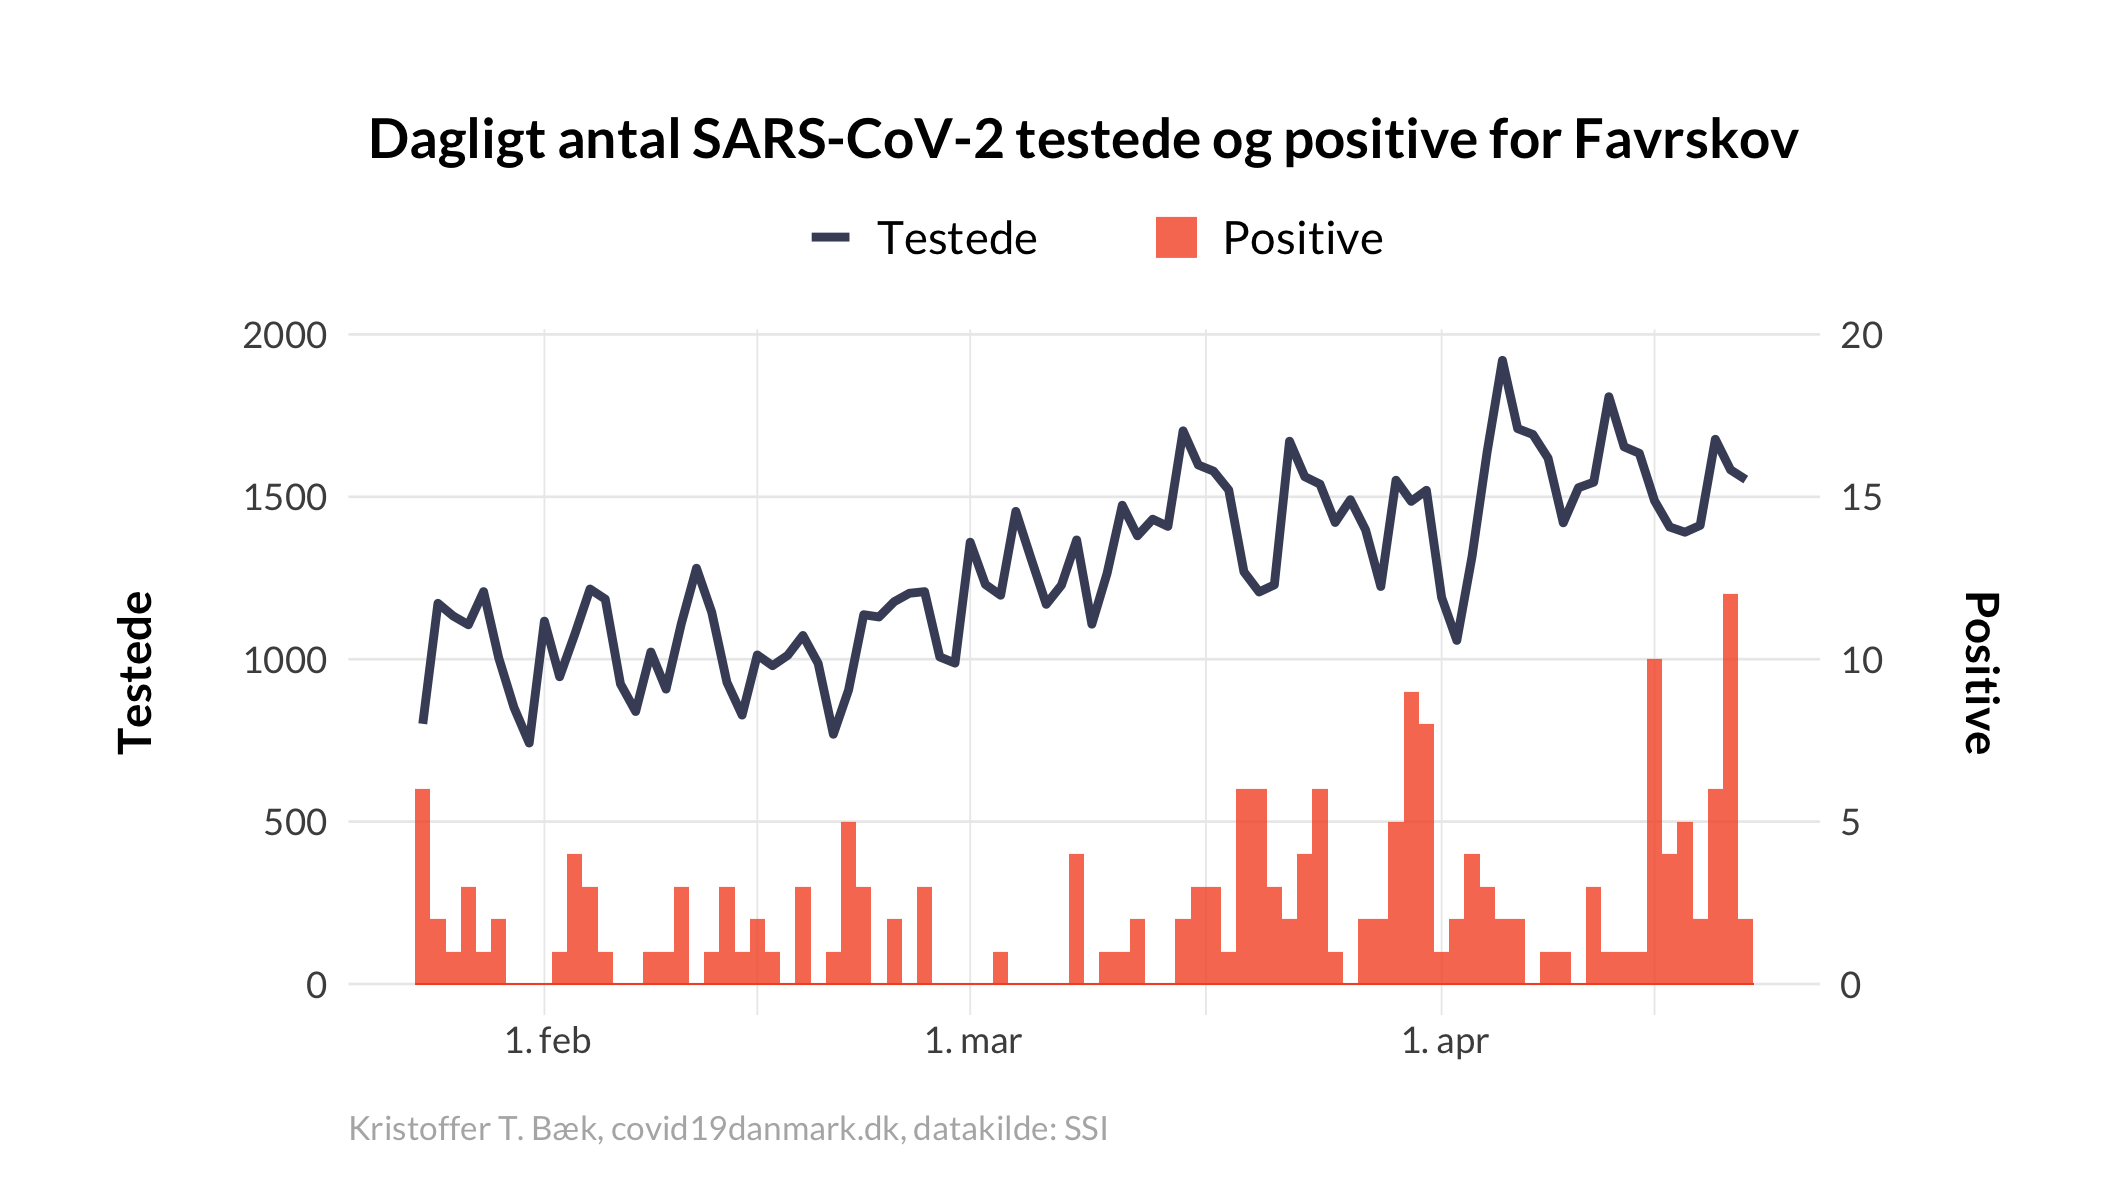 Dagligt antal SARS-CoV-2 testede og positive for Favrskov
Testede
Positive
2000
1500
1000
500
0
20
15
10
5
0
Testede
Positive
1. feb
1. mar
1. apr
Kristoffer T. Bæk, covid19danmark.dk, datakilde: SSI